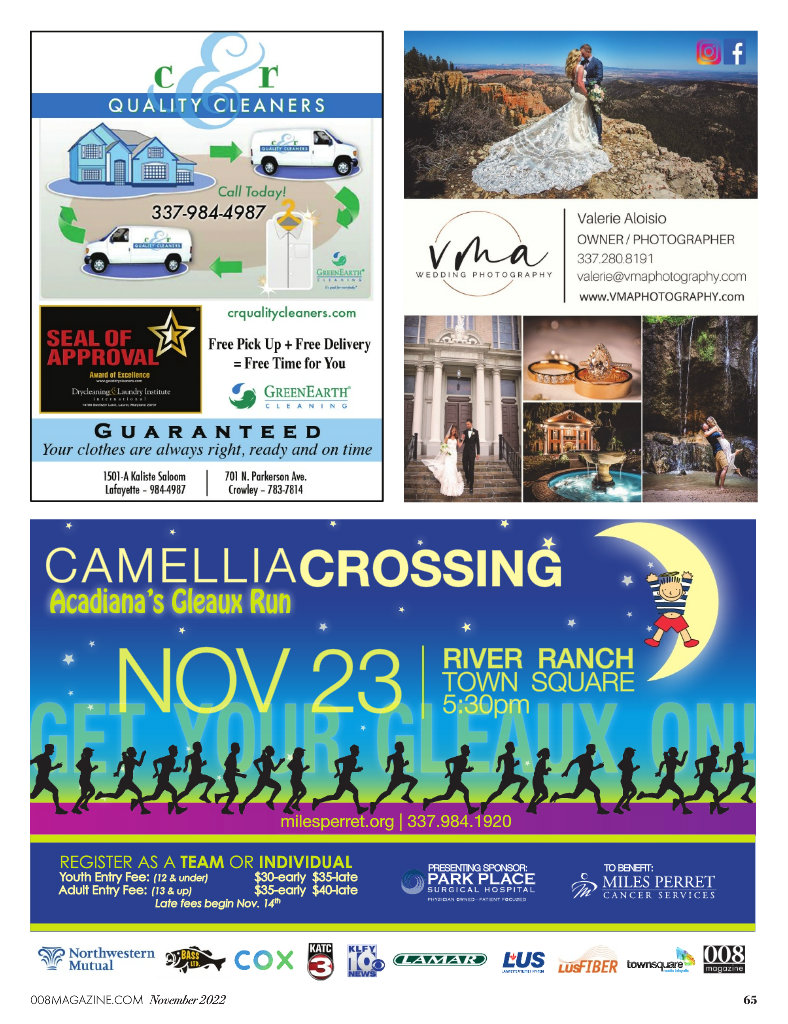 c & r
QUALITY CLEANERS
Call Today!
337-984-4987
GREENEARTH®
CLEANING
crqualitycleaners.com
SEAL OF
APPROVAL
Award of Excellence
Drycleaning & Laundry Institute
international
Free Pick Up + Free Delivery
= Free Time for You
GREENEARTH®
CLEANING
GUARANTEED
Your clothes are always right, ready and on time
1501-A Kaliste Saloom
Lafayette – 984-4987
701 N. Parkerson Ave.
Crowley – 783-7814
vma
WEDDING PHOTOGRAPHY
Valerie Aloisio
OWNER / PHOTOGRAPHER
337.280.8191
valerie@vmaphotography.com
www.VMAPHOTOGRAPHY.com
CAMELLIACROSSING
Acadiana's Gleaux Run
NOV 23
RIVER RANCH
TOWN SQUARE
5:30pm
GET YOUR GLEAUX ON!
milesperret.org | 337.984.1920
REGISTER AS A TEAM OR INDIVIDUAL
Youth Entry Fee: (12 & under) $30-early $35-late
Adult Entry Fee: (13 & up) $35-early $40-late
Late fees begin Nov. 14th
PRESENTING SPONSOR:
PARK PLACE
SURGICAL HOSPITAL
PHYSICIAN OWNED · PATIENT FOCUSED
TO BENEFIT:
MILES PERRET
CANCER SERVICES
Northwestern
Mutual
BASS
LTD.
COX
KATC
3
KLFY
10
NEWS
LAMAR
LUS
LUSFIBER
townsquare
008
magazine
008MAGAZINE.COM November 2022
65